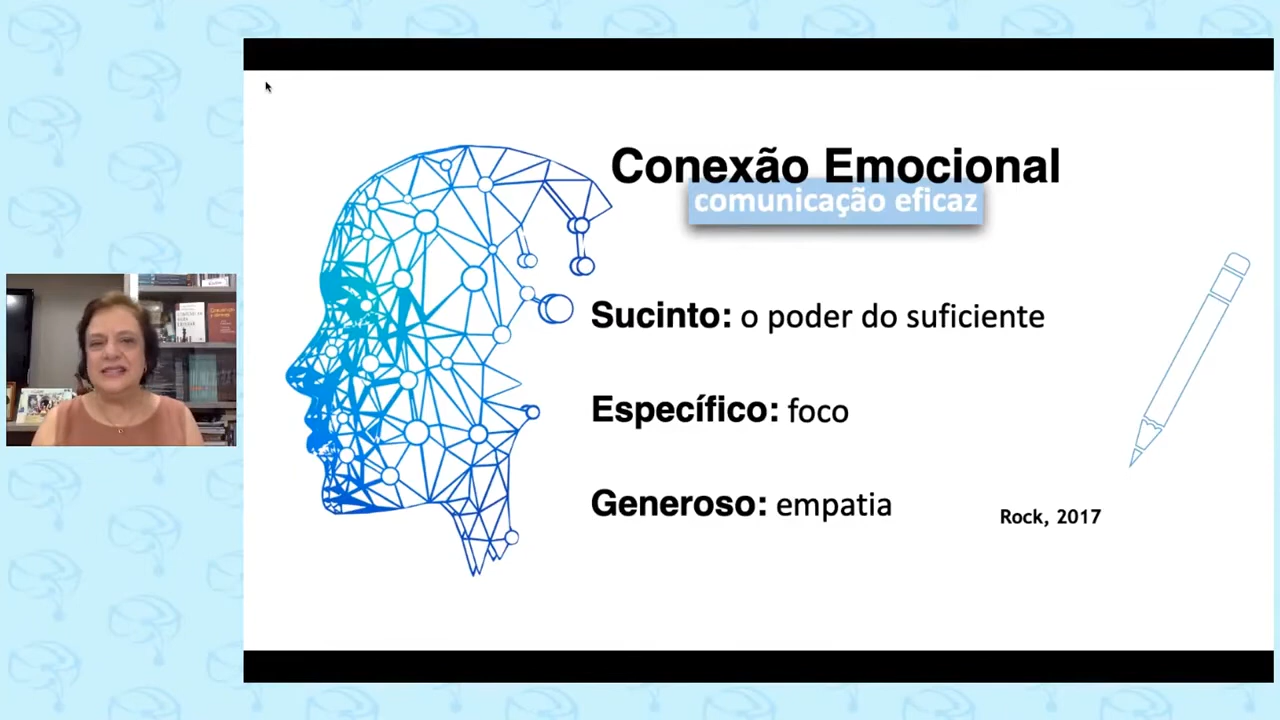 Conexão Emocional
comunicação eficaz
Sucinto: o poder do suficiente
Específico: foco
Generoso: empatia
Rock, 2017